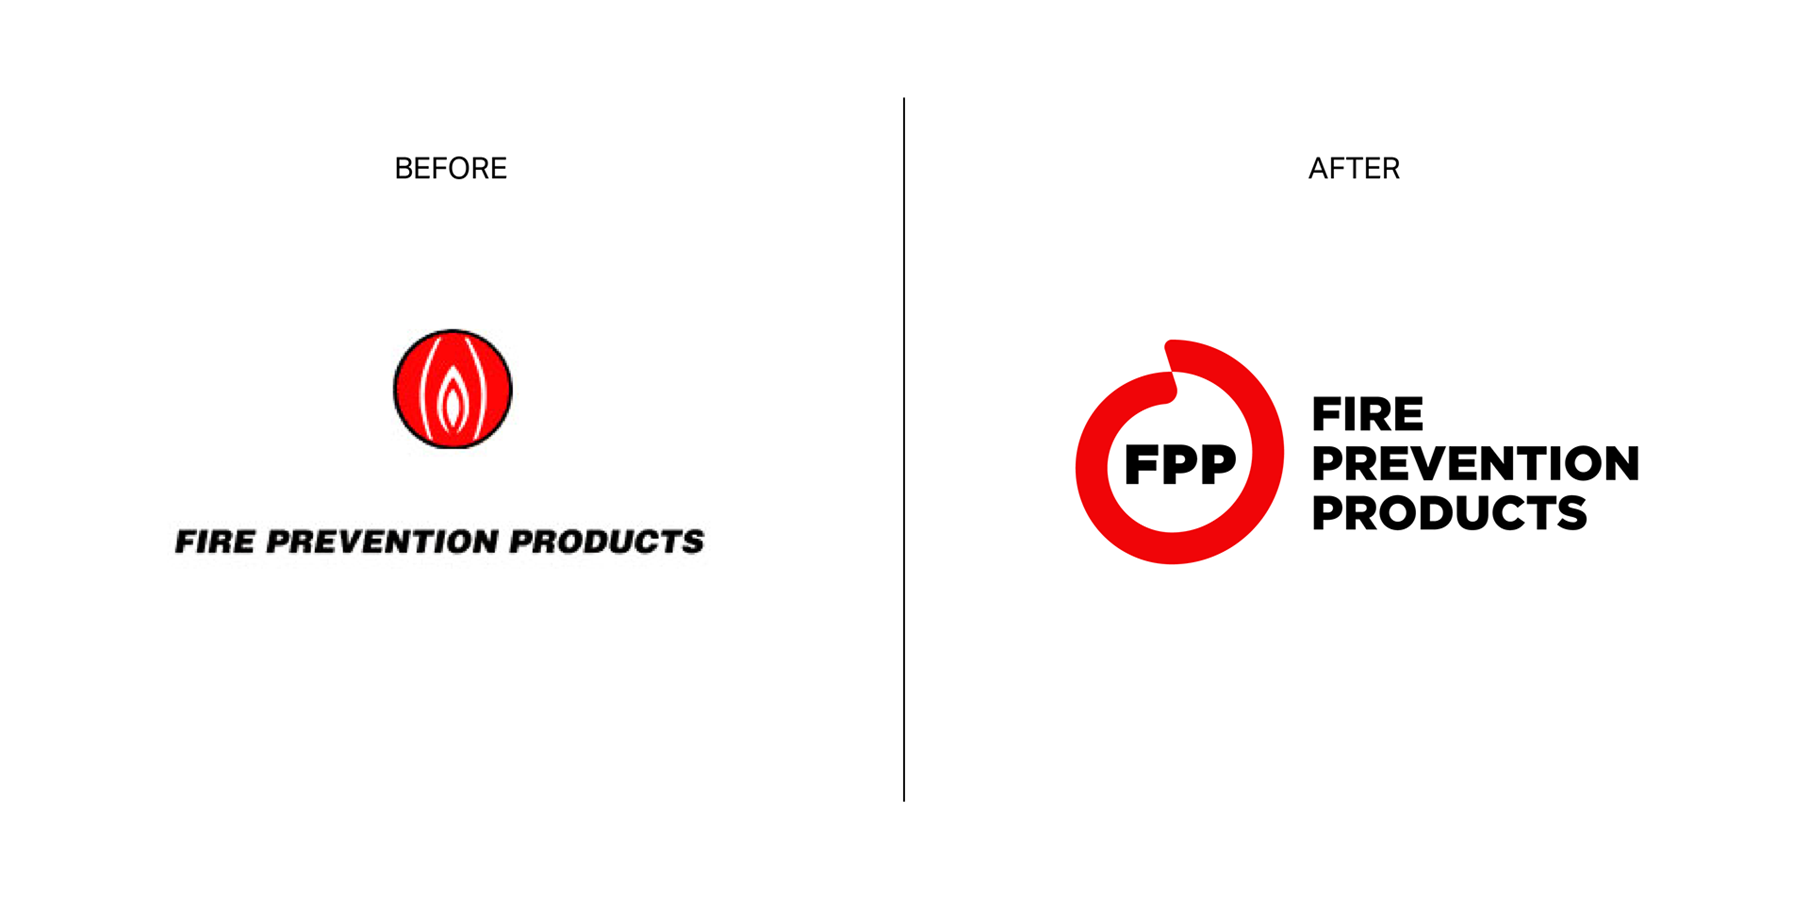 BEFORE
FIRE PREVENTION PRODUCTS
AFTER
FPP
FIRE
PREVENTION
PRODUCTS